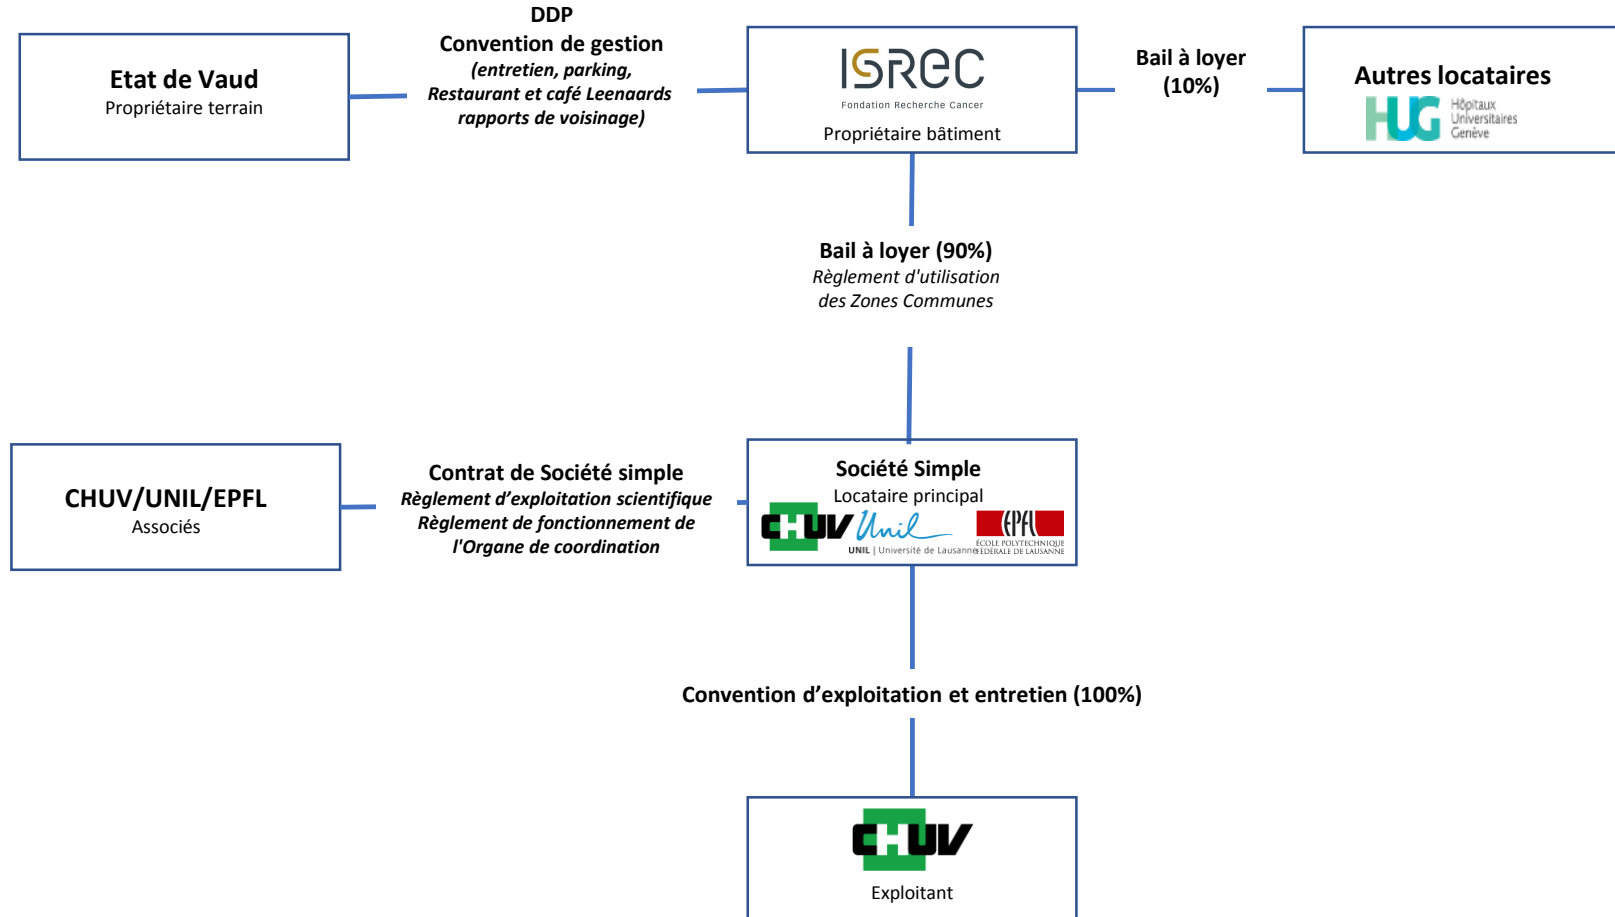 DDP
Convention de gestion
(entretien, parking,
Restaurant et café Leenaards
rapports de voisinage)
Etat de Vaud
Propriétaire terrain
ISREC
Fondation Recherche Cancer
Propriétaire bâtiment
Bail à loyer
(10%)
Autres locataires
HUG
Hôpitaux
Universitaires
Genève
Bail à loyer (90%)
Règlement d'utilisation
des Zones Communes
CHUV/UNIL/EPFL
Associés
Contrat de Société simple
Règlement d’exploitation scientifique
Règlement de fonctionnement de
l'Organe de coordination
Société Simple
Locataire principal
CHUV
Unil
UNIL | Université de Lausanne
EPFL
ÉCOLE POLYTECHNIQUE
FÉDÉRALE DE LAUSANNE
Convention d’exploitation et entretien (100%)
CHUV
Exploitant